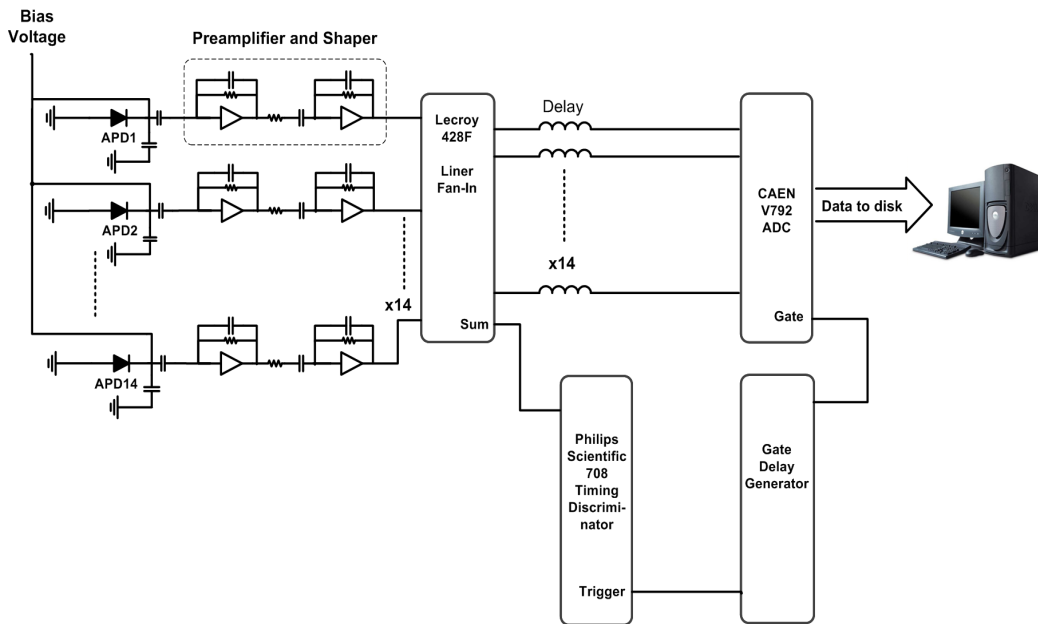 Bias
Voltage
Preamplifier and Shaper
APD1
APD2
APD14
x14
Lecroy
428F
Liner
Fan-In
Sum
Delay
x14
CAEN
V792
ADC
Gate
Data to disk
Philips
Scientific
708
Timing
Discrimi-
nator
Trigger
Gate
Delay
Generator